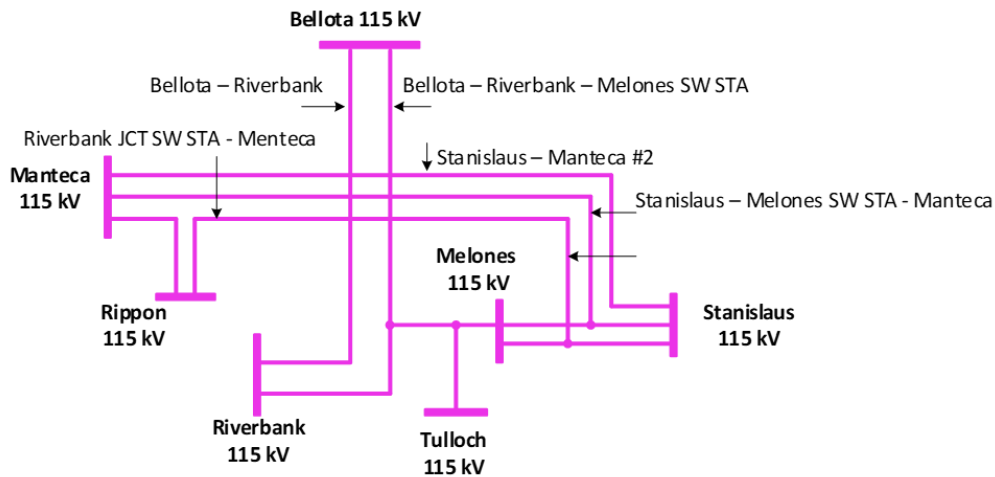 Bellota 115 kV
Bellota – Riverbank
Bellota – Riverbank – Melones SW STA
Riverbank JCT SW STA - Menteca
Stanislaus – Manteca #2
Manteca
115 kV
Stanislaus – Melones SW STA - Manteca
Melones
115 kV
Rippon
115 kV
Stanislaus
115 kV
Riverbank
115 kV
Tulloch
115 kV